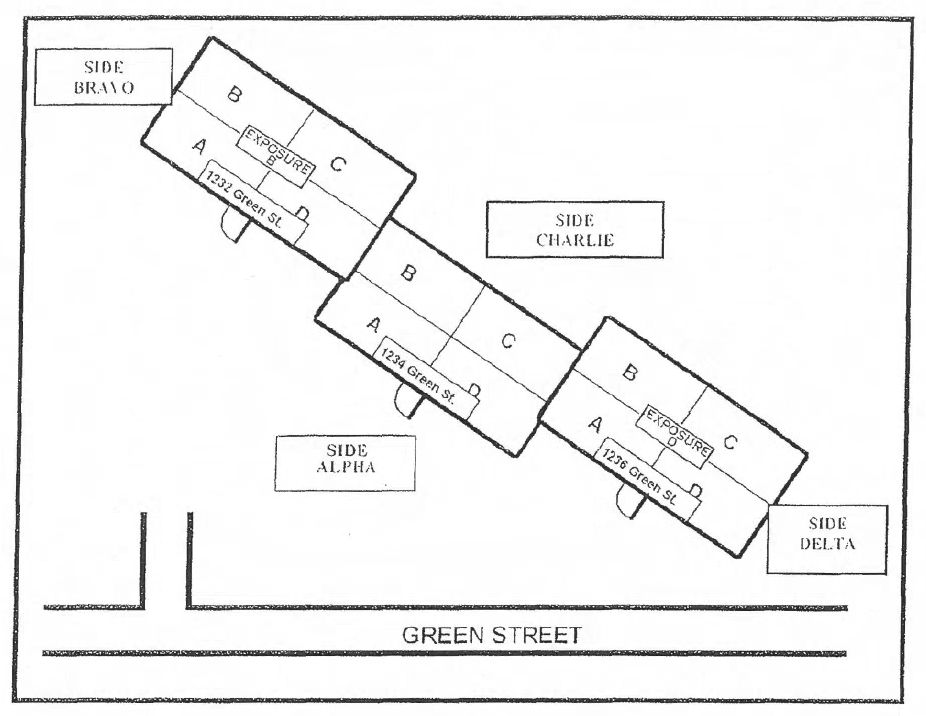 SIDE
BRAVO
B
C
A
EXPOSURE
B
D
1232 Green St.
SIDE
CHARLIE
B
C
A
D
1234 Green St.
B
C
A
EXPOSURE
D
D
1236 Green St.
SIDE
ALPHA
SIDE
DELTA
GREEN STREET